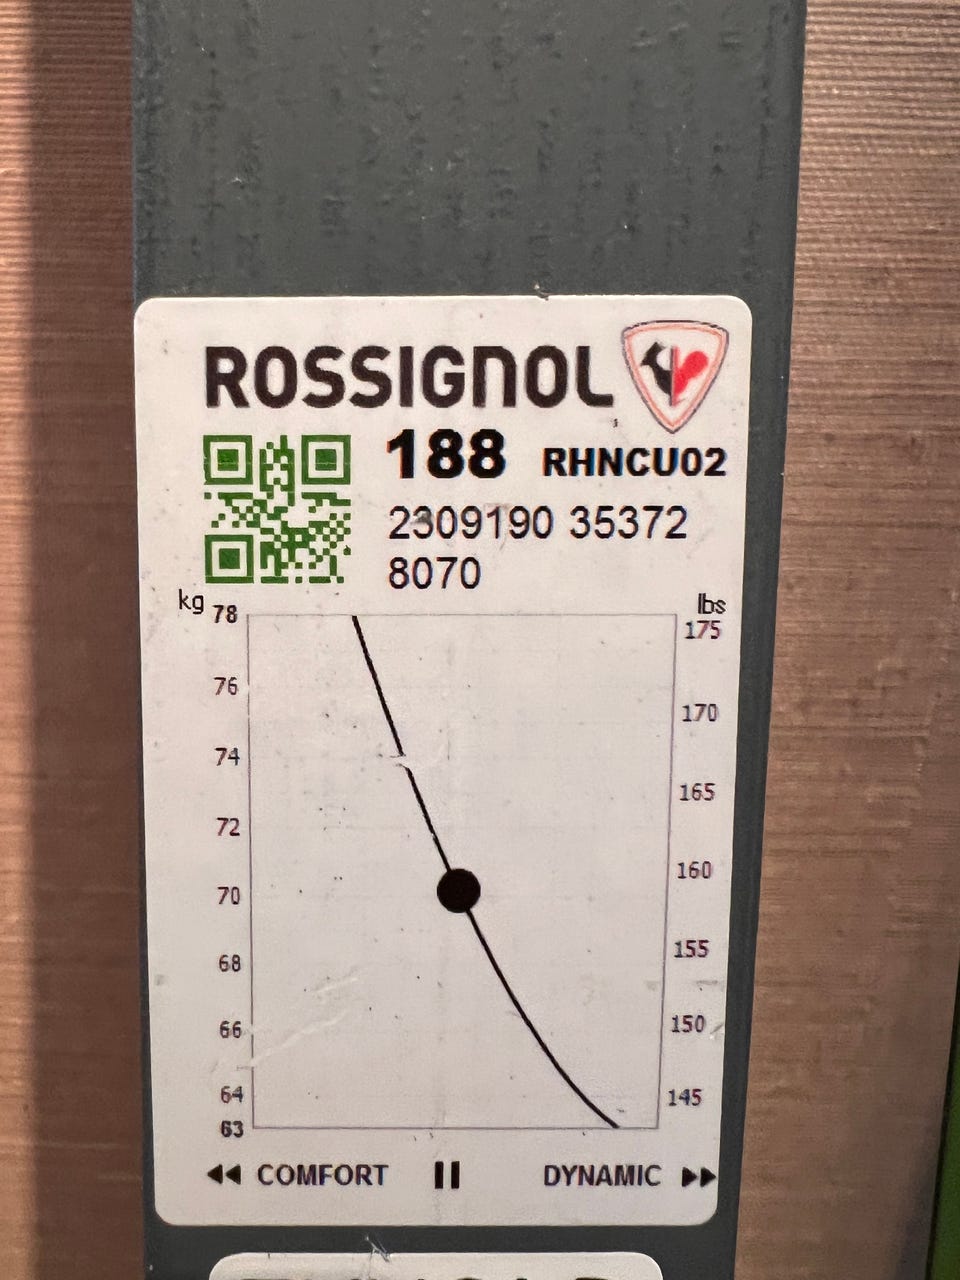 ROSSIGNOL
188 RHNCU02
2309190 35372
8070
kg lbs
78 175
76 170
74 165
72 160
70 155
68 150
66 145
64
63
◀◀ COMFORT II DYNAMIC ▶▶